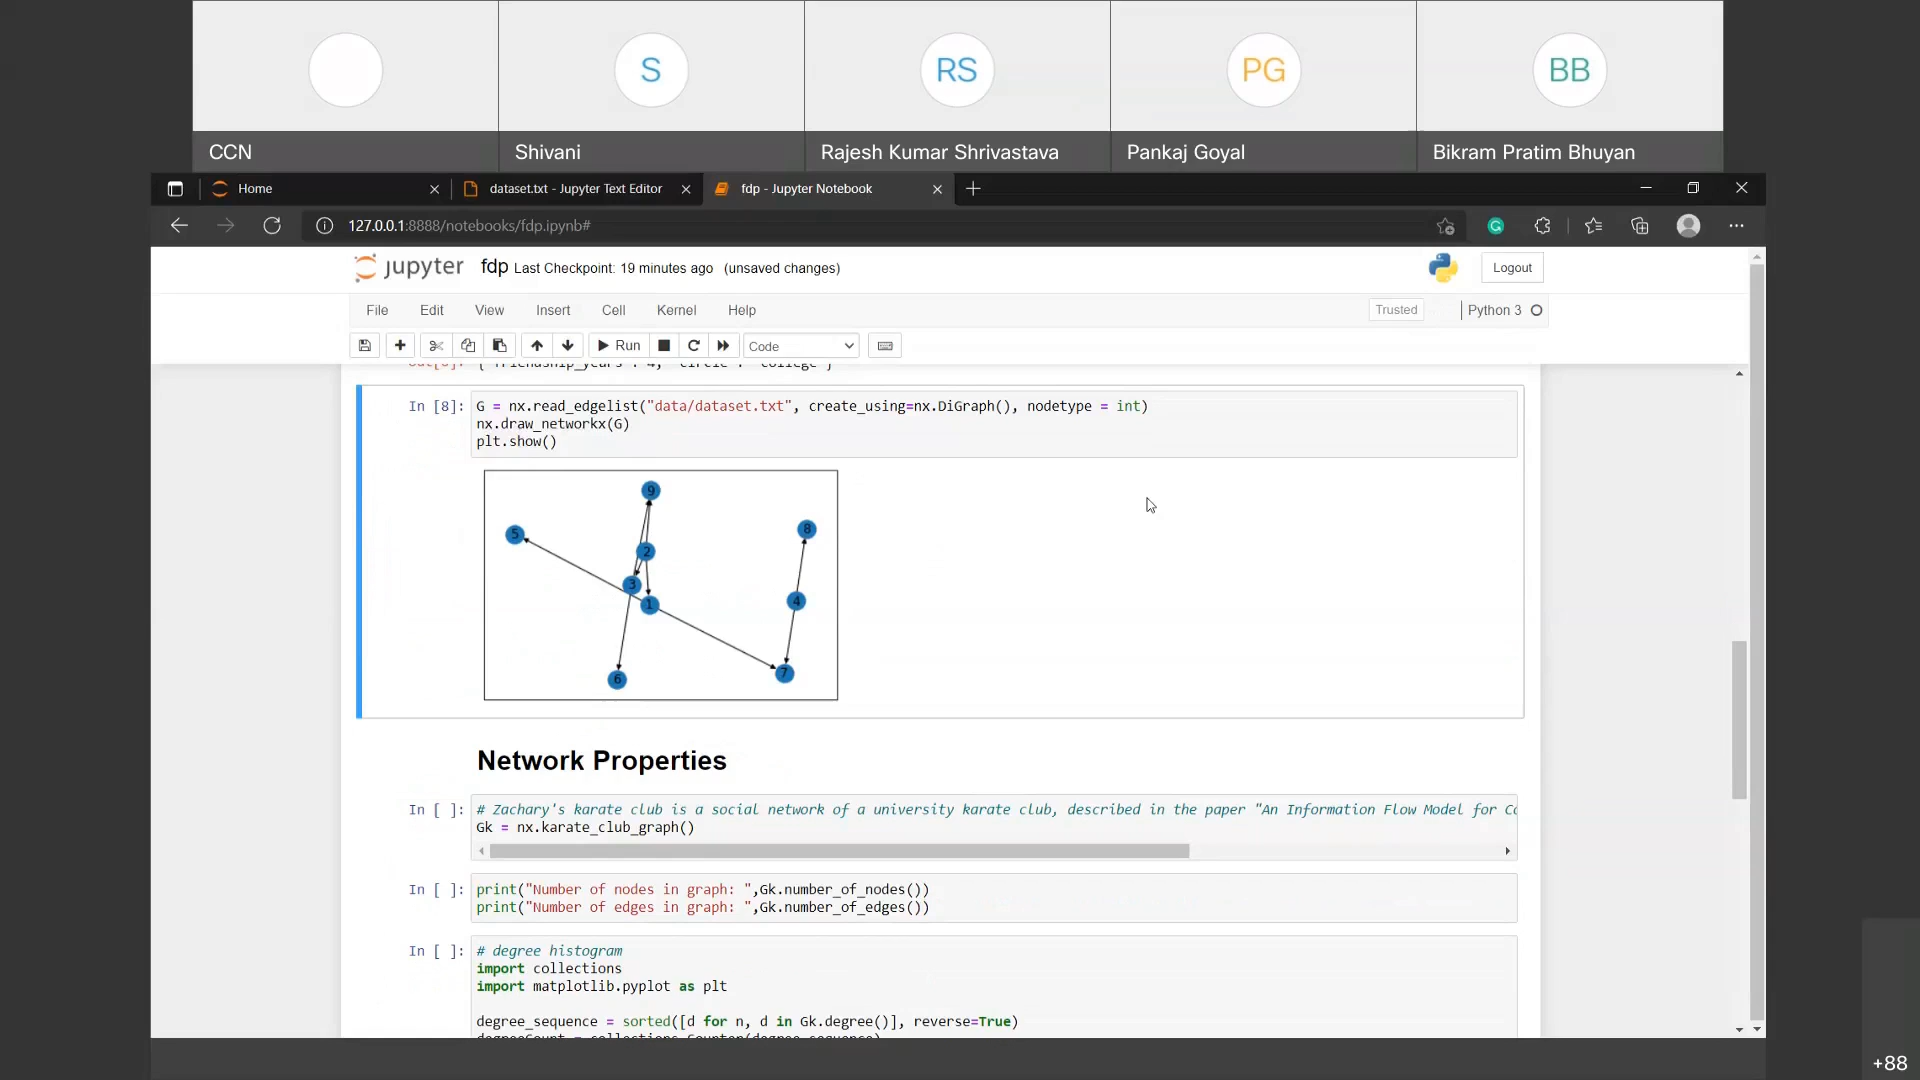 S
RS
PG
BB
CCN
Shivani
Rajesh Kumar Shrivastava
Pankaj Goyal
Bikram Pratim Bhuyan
Home
dataset.txt - Jupyter Text Editor
fdp - Jupyter Notebook
127.0.0.1:8888/notebooks/fdp.ipynb#
jupyter fdp Last Checkpoint: 19 minutes ago (unsaved changes)
Logout
File Edit View Insert Cell Kernel Help
Trusted
Python 3
Run
Code
In [8]: G = nx.read_edgelist("data/dataset.txt", create_using=nx.DiGraph(), nodetype = int)
nx.draw_networkx(G)
plt.show()
9
5
8
2
3
1
4
6
7
Network Properties
In [ ]: # Zachary's karate club is a social network of a university karate club, described in the paper "An Information Flow Model for Co
Gk = nx.karate_club_graph()
In [ ]: print("Number of nodes in graph: ",Gk.number_of_nodes())
print("Number of edges in graph: ",Gk.number_of_edges())
In [ ]: # degree histogram
import collections
import matplotlib.pyplot as plt
degree_sequence = sorted([d for n, d in Gk.degree()], reverse=True)
+88